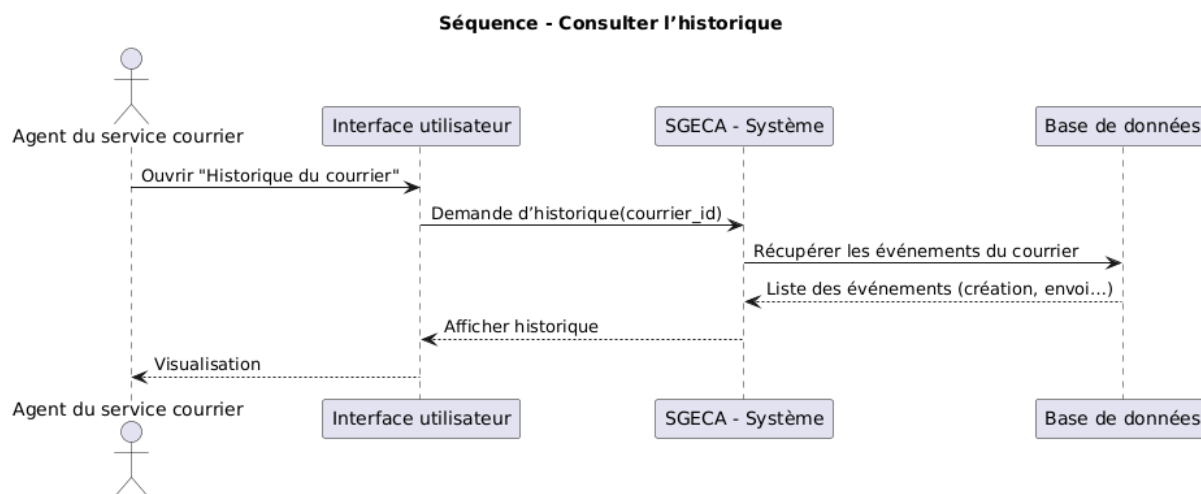 Séquence - Consulter l’historique
Agent du service courrier
Interface utilisateur
SGECA - Système
Base de données
Ouvrir "Historique du courrier"
Demande d’historique(courrier_id)
Récupérer les événements du courrier
Liste des événements (création, envoi...)
Afficher historique
Visualisation
Agent du service courrier
Interface utilisateur
SGECA - Système
Base de données